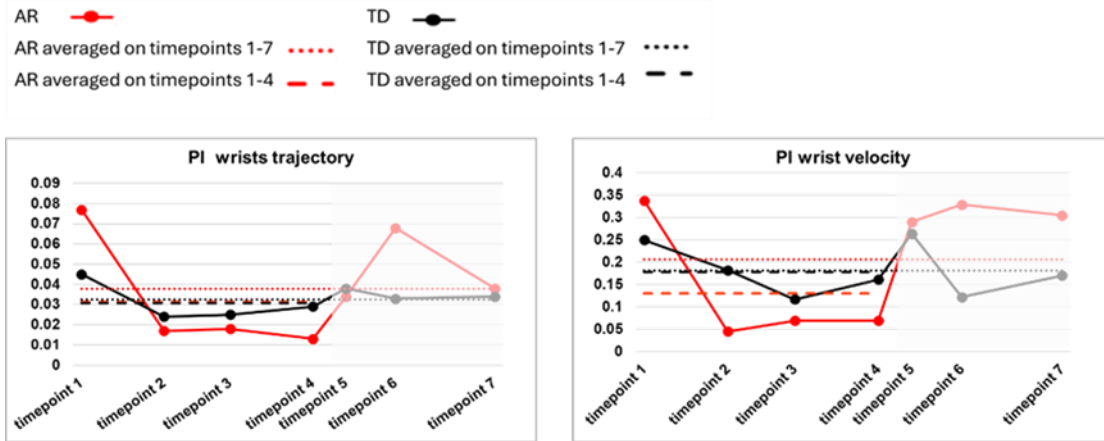 AR TD
AR averaged on timepoints 1-7 TD averaged on timepoints 1-7
AR averaged on timepoints 1-4 TD averaged on timepoints 1-4
PI wrists trajectory
0.09
0.08
0.07
0.06
0.05
0.04
0.03
0.02
0.01
0
timepoint 1
timepoint 2
timepoint 3
timepoint 4
timepoint 5
timepoint 6
timepoint 7
PI wrist velocity
0.4
0.35
0.3
0.25
0.2
0.15
0.1
0.05
0
timepoint 1
timepoint 2
timepoint 3
timepoint 4
timepoint 5
timepoint 6
timepoint 7